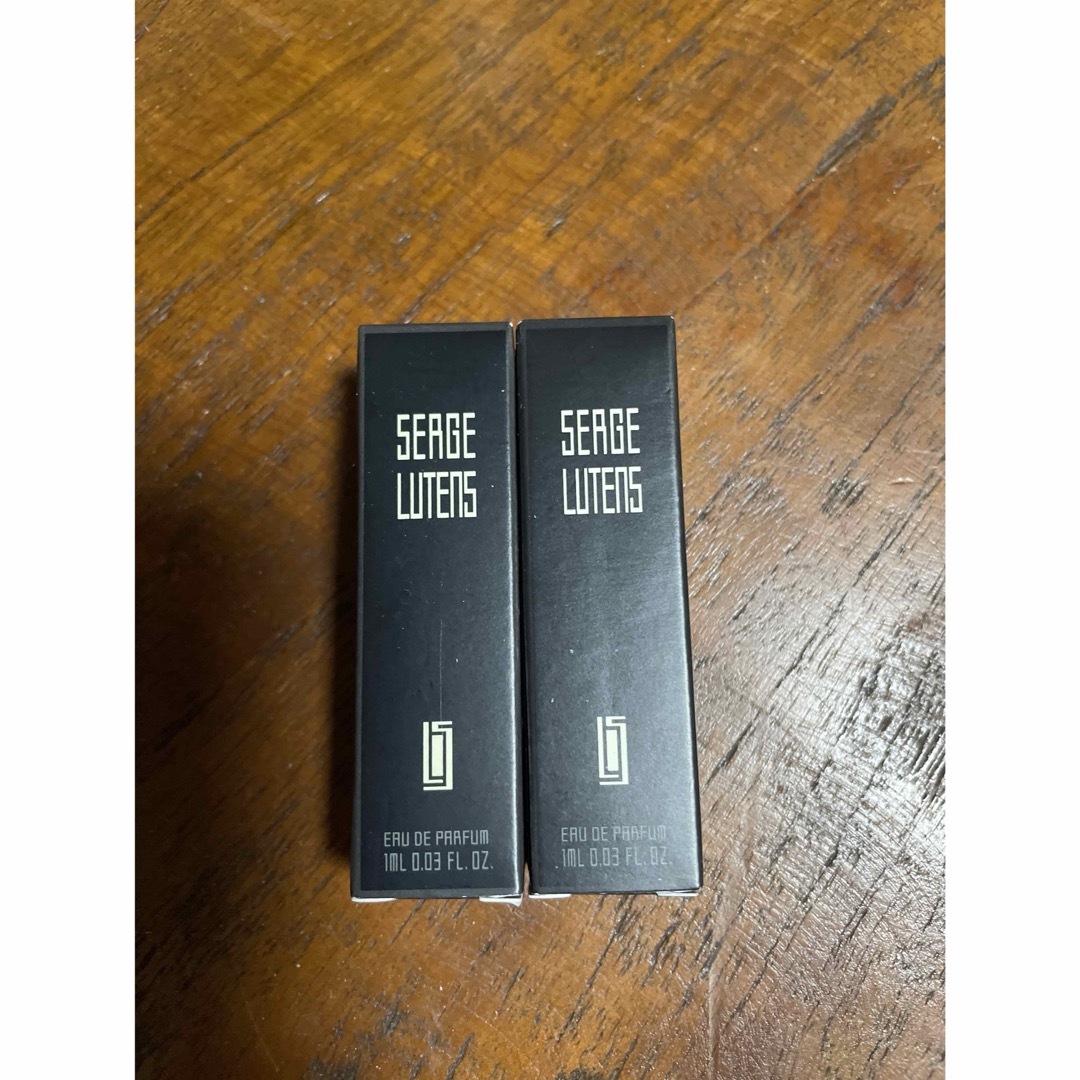 SERGE
LUTENS
EAU DE PARFUM
1ML 0.03 FL. OZ.
SERGE
LUTENS
EAU DE PARFUM
1ML 0.03 FL. OZ.